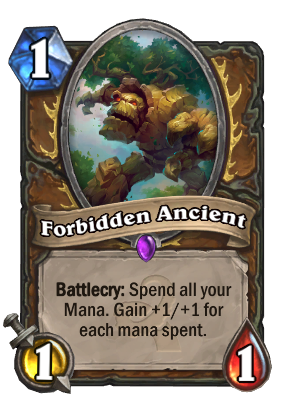 1
Forbidden Ancient
Battlecry: Spend all your
Mana. Gain +1/+1 for
each mana spent.
1
1